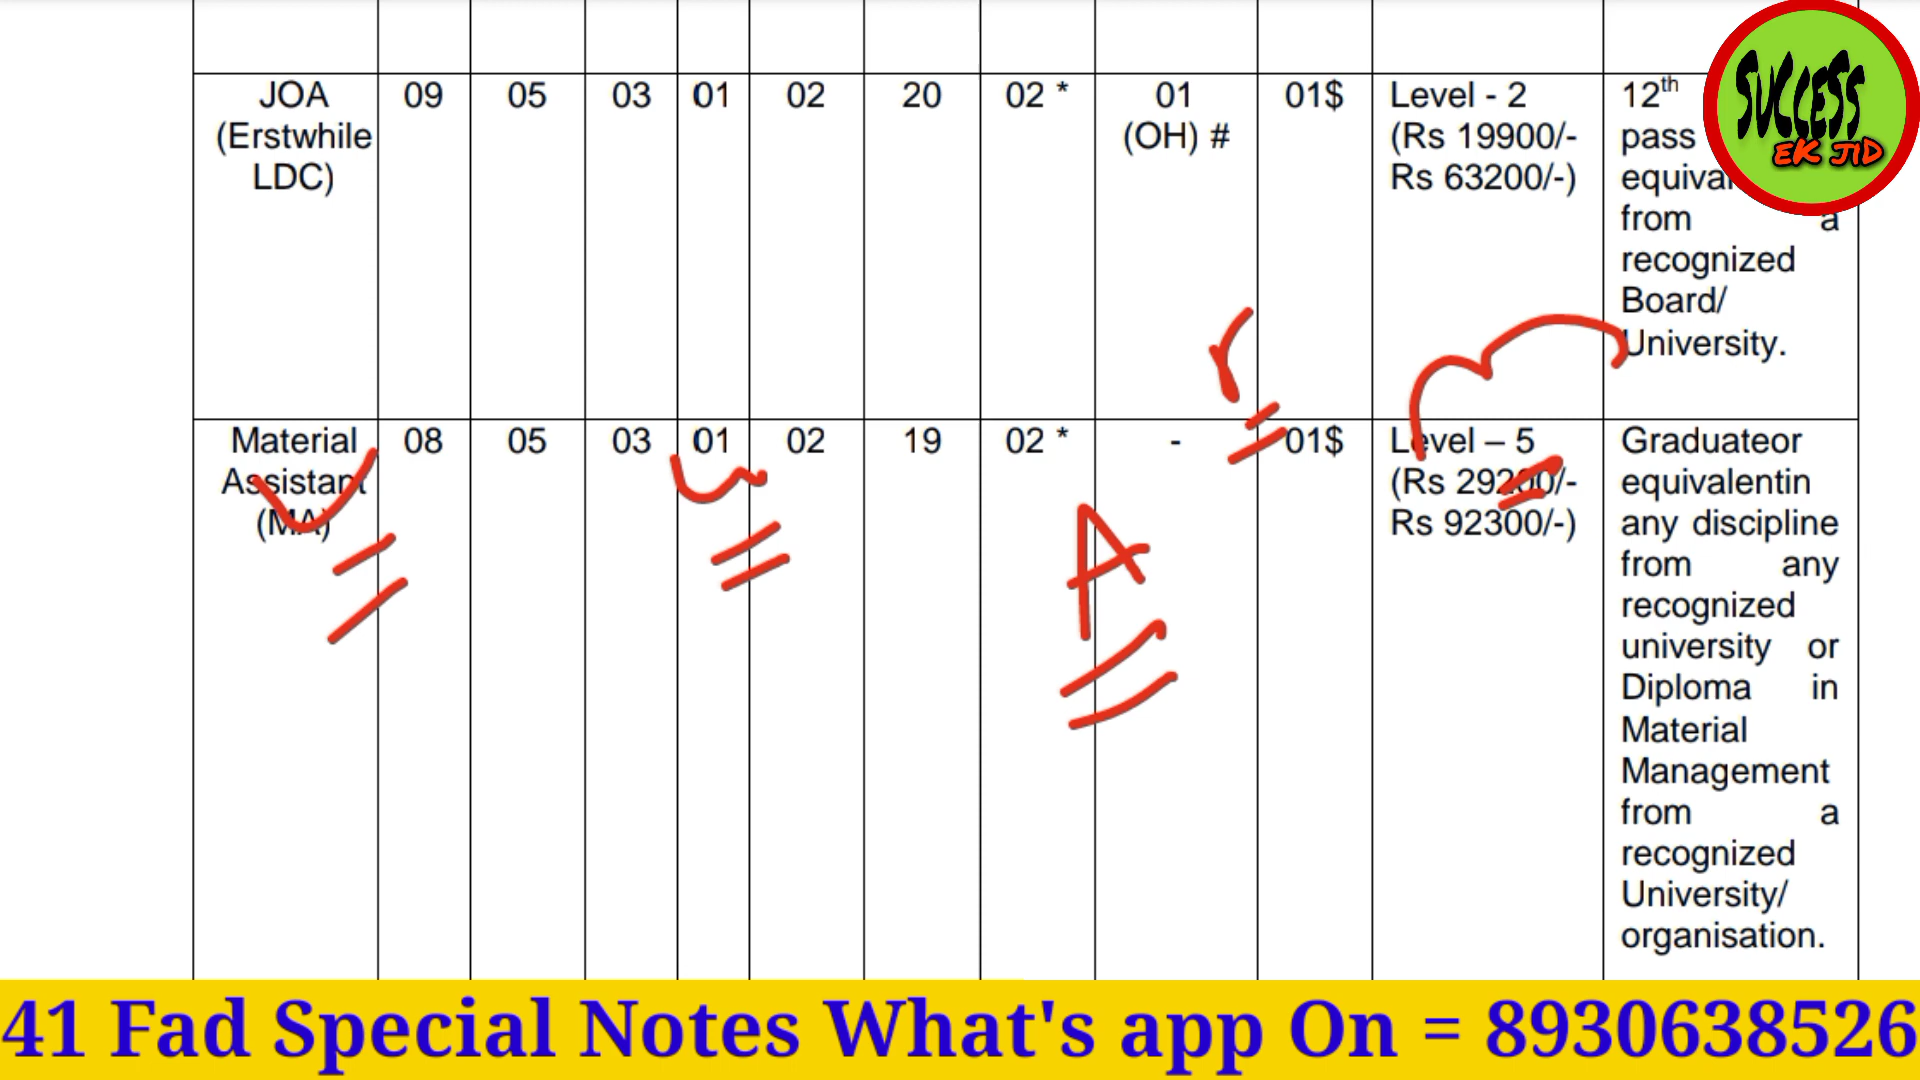 JOA 09 05 03 01 02 20 02 * 01 01$ Level - 2 12th
(Erstwhile (OH) # (Rs 19900/- pass
LDC) Rs 63200/-)
from a
recognized
Board/
University.
Material 08 05 03 01 02 19 02 * - 01$ Level – 5 Graduateor
Assistant (Rs 29200/- equivalentin
(MA) Rs 92300/-) any discipline
from any
recognized
university or
Diploma in
Material
Management
from a
recognized
University/
organisation.
A
SUCCESS
EK JID
41 Fad Special Notes What's app On = 8930638526